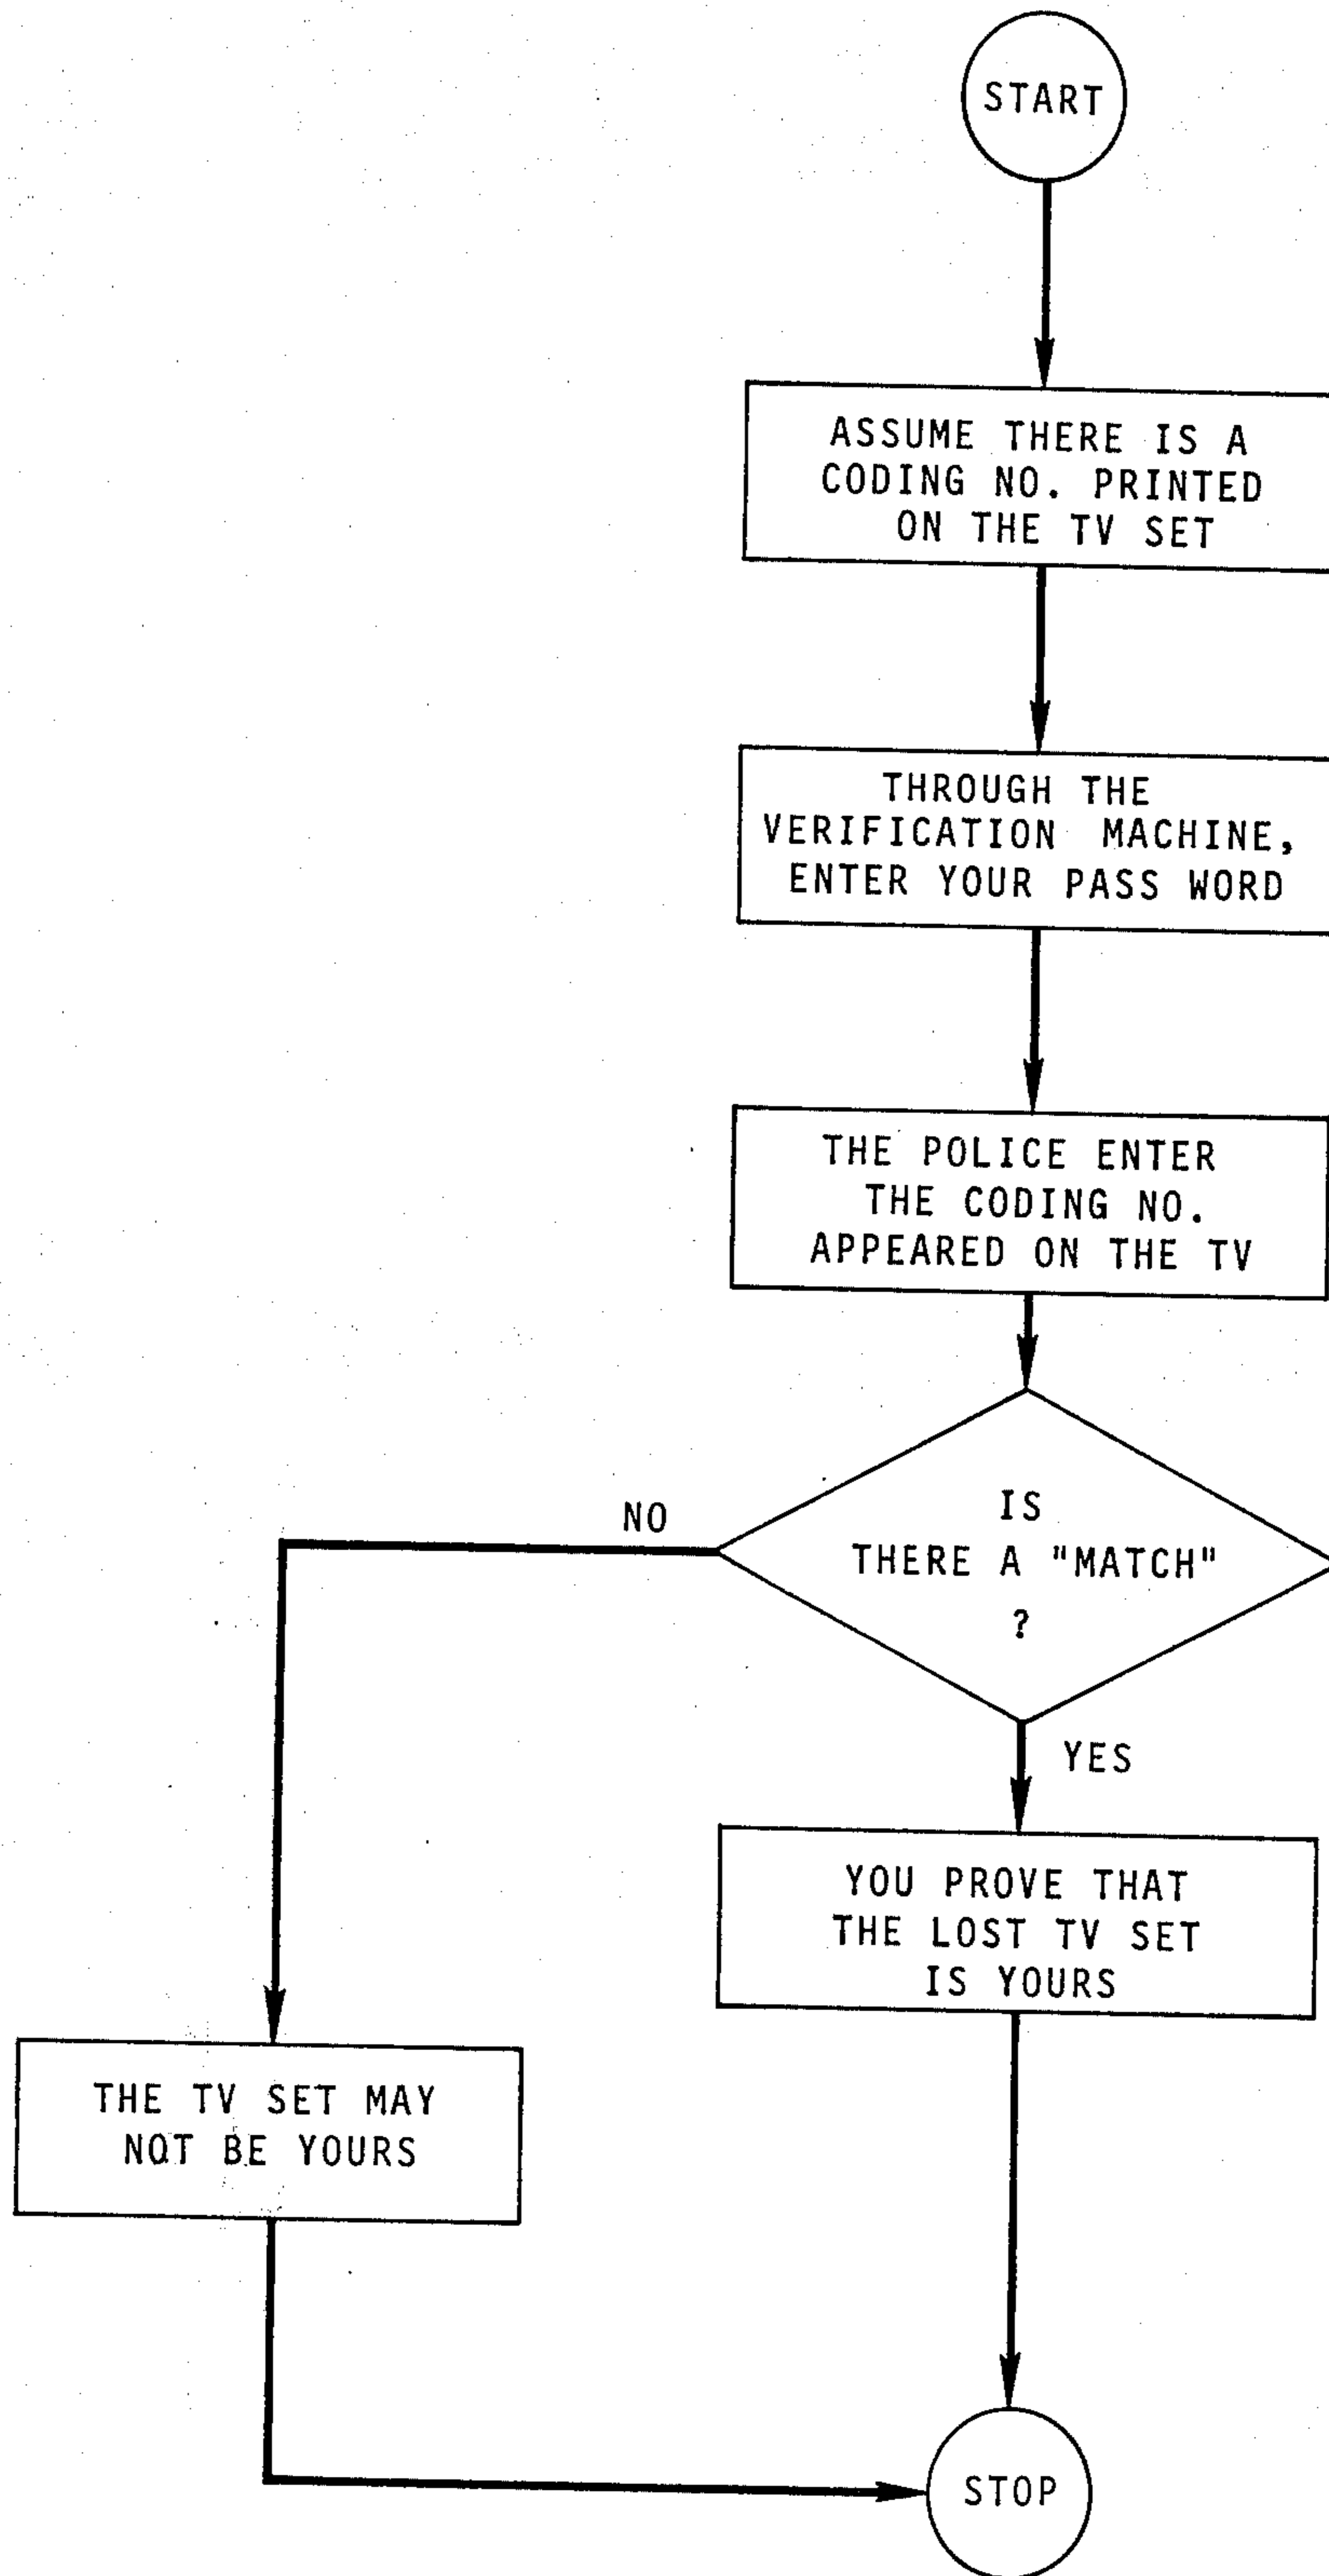 START
ASSUME THERE IS A
CODING NO. PRINTED
ON THE TV SET
THROUGH THE
VERIFICATION MACHINE,
ENTER YOUR PASS WORD
THE POLICE ENTER
THE CODING NO.
APPEARED ON THE TV
IS
THERE A "MATCH"
?
NO
YES
YOU PROVE THAT
THE LOST TV SET
IS YOURS
THE TV SET MAY
NOT BE YOURS
STOP